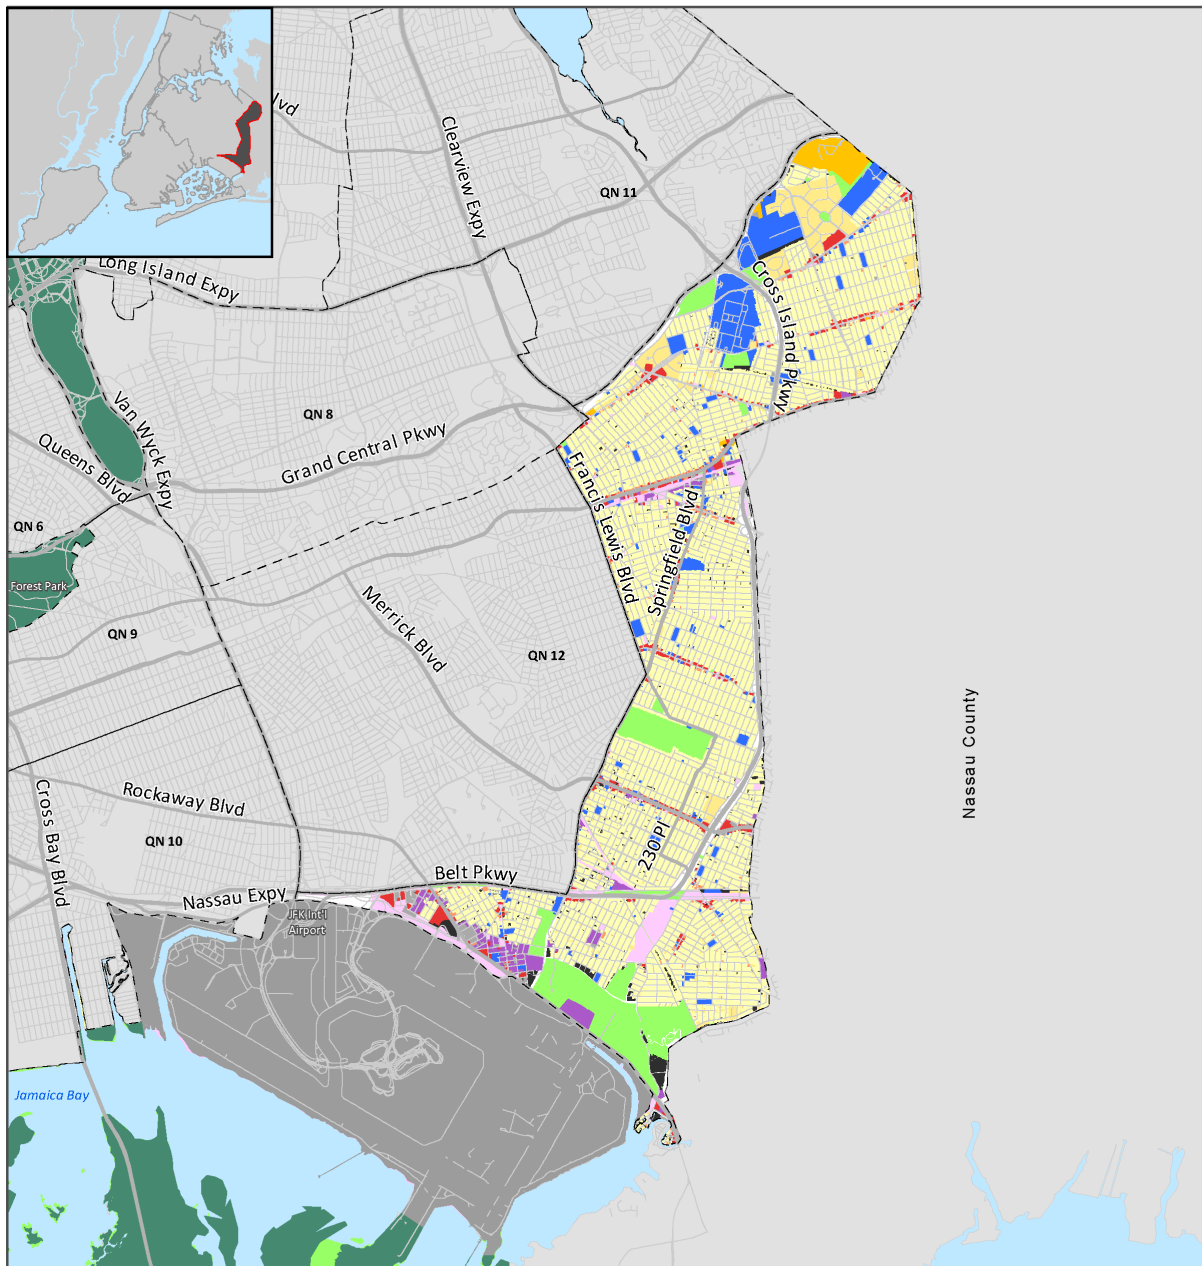 lvd
Clearview Expy
QN 11
Long Island Expy
Cross Island Pkwy
Van Wyck Expy
QN 8
Grand Central Pkwy
Queens Blvd
Francis Lewis Blvd
Springfield Blvd
QN 6
Forest Park
QN 9
Merrick Blvd
QN 12
Nassau County
Cross Bay Blvd
Rockaway Blvd
QN 10
230 Pl
Belt Pkwy
Nassau Expy
JFK Int'l
Airport
Jamaica Bay